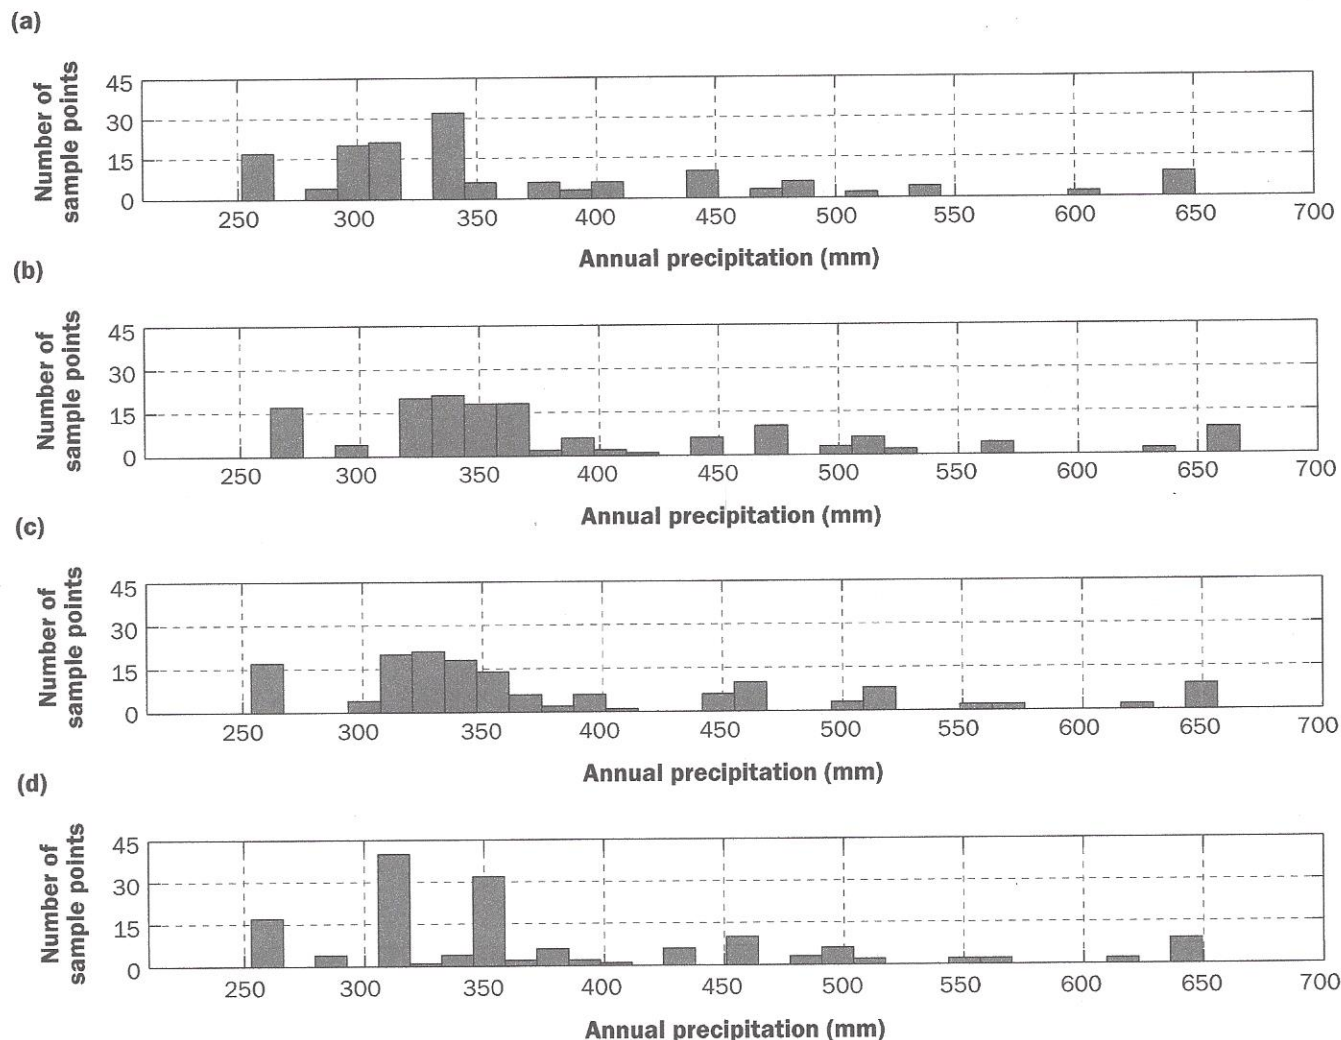 (a)
Number of
sample points
45
30
15
0
250 300 350 400 450 500 550 600 650 700
Annual precipitation (mm)
(b)
Number of
sample points
45
30
15
0
250 300 350 400 450 500 550 600 650 700
Annual precipitation (mm)
(c)
Number of
sample points
45
30
15
0
250 300 350 400 450 500 550 600 650 700
Annual precipitation (mm)
(d)
Number of
sample points
45
30
15
0
250 300 350 400 450 500 550 600 650 700
Annual precipitation (mm)